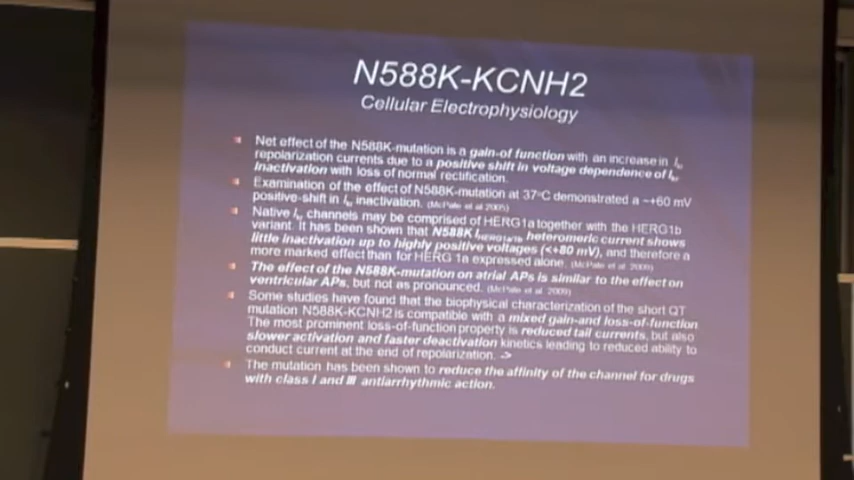 N588K-KCNH2
Cellular Electrophysiology
Net effect of the N588K-mutation is a gain-of function with an increase in I
repolarization currents due to a positive shift in voltage dependence of I
inactivation with loss of normal rectification.
Examination of the effect of N588K-mutation at 37°C demonstrated a ~+60 mV
positive-shift in I inactivation. (McPate et al 2005)
Native I channels may be comprised of HERG1a together with the HERG1b
variant. It has been shown that N588K I heteromeric current shows
little inactivation up to highly positive voltages (<+80 mV), and therefore a
more marked effect than for HERG 1a expressed alone. (McPate et al. 2009)
The effect of the N588K-mutation on atrial APs is similar to the effect on
ventricular APs, but not as pronounced. (McPate et al. 2009)
Some studies have found that the biophysical characterization of the short QT
mutation N588K-KCNH2 is compatible with a mixed gain-and loss-of-function
The most prominent loss-of-function property is reduced tail currents, but also
slower activation and faster deactivation kinetics leading to reduced ability to
conduct current at the end of repolarization. ->
The mutation has been shown to reduce the affinity of the channel for drugs
with class I and III antiarrhythmic action.